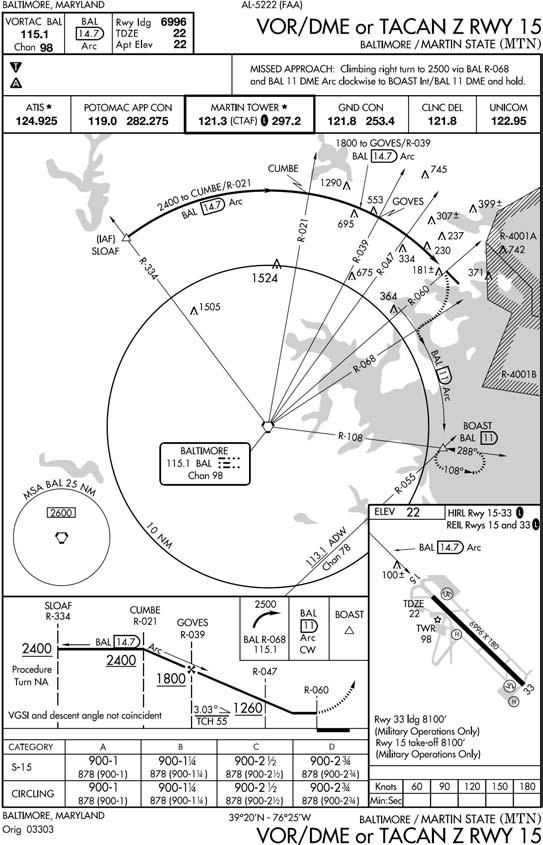 BALTIMORE, MARYLAND
AL-5222 (FAA)
VORTAC BAL
115.1
Chan 98
BAL
14.7
Arc
Rwy ldg 6996
TDZE 22
Apt Elev 22
VOR/DME or TACAN Z RWY 15
BALTIMORE / MARTIN STATE (MTN)
T
A
MISSED APPROACH: Climbing right turn to 2500 via BAL R-068
and BAL 11 DME Arc clockwise to BOAST Int/BAL 11 DME and hold.
ATIS ★
124.925
POTOMAC APP CON
119.0 282.275
MARTIN TOWER ★
121.3 (CTAF) L 297.2
GND CON
121.8 253.4
CLNC DEL
121.8
UNICOM
122.95
1800 to GOVES/R-039
BAL 14.7 Arc
CUMBE
2400 to CUMBE/R-021
BAL 14.7 Arc
1290
745
553
695
GOVES
399±
307±
237
230
334
R-4001A
742
371
181±
(IAF)
SLOAF
R-334
R-021
R-039
R-047
R-060
R-068
1524
675
364
1505
BAL 11 Arc
R-4001B
R-108
BOAST
BAL 11
288°
108°
BALTIMORE
115.1 BAL
Chan 98
R-055
113.1 ADW
Chan 78
10 NM
MSA BAL 25 NM
2600
ELEV 22
HIRL Rwy 15-33 L
REIL Rwys 15 and 33 L
BAL 14.7 Arc
100±
15
TDZE
22
TWR
98
6996 X 180
33
Rwy 33 ldg 8100'
(Military Operations Only)
Rwy 15 take-off 8100'
(Military Operations Only)
SLOAF
R-334
CUMBE
R-021
GOVES
R-039
R-047
R-060
2400
BAL 14.7 Arc
2400
1800
1260
3.03°
TCH 55
Procedure
Turn NA
VGSI and descent angle not coincident
2500
BAL R-068
115.1
BAL
11
Arc
CW
BOAST
CATEGORY A B C D
S-15 900-1 900-1¼ 900-2½ 900-2¾
878 (900-1) 878 (900-1¼) 878 (900-2½) 878 (900-2¾)
CIRCLING 900-1 900-1¼ 900-2½ 900-2¾
878 (900-1) 878 (900-1¼) 878 (900-2½) 878 (900-2¾)
Knots 60 90 120 150 180
Min:Sec
BALTIMORE, MARYLAND
Orig 03303
39°20'N - 76°25'W
BALTIMORE / MARTIN STATE (MTN)
VOR/DME or TACAN Z RWY 15